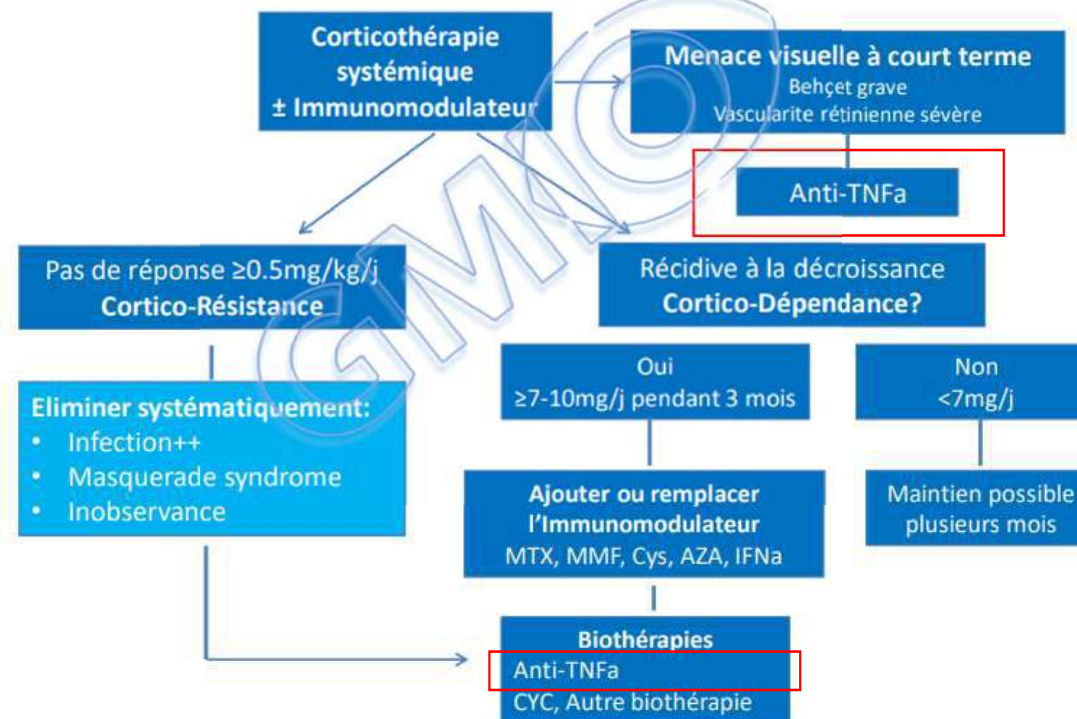 Corticothérapie
systémique
± Immunomodulateur
Menace visuelle à court terme
Behçet grave
Vascularite rétinienne sévère
Anti-TNFa
Pas de réponse ≥0.5mg/kg/j
Cortico-Résistance
Récidive à la décroissance
Cortico-Dépendance?
Eliminer systématiquement:
• Infection++
• Masquerade syndrome
• Inobservance
Oui
≥7-10mg/j pendant 3 mois
Non
<7mg/j
Ajouter ou remplacer
l'Immunomodulateur
MTX, MMF, Cys, AZA, IFNa
Maintien possible
plusieurs mois
Biothérapies
Anti-TNFa
CYC, Autre biothérapie
GMO